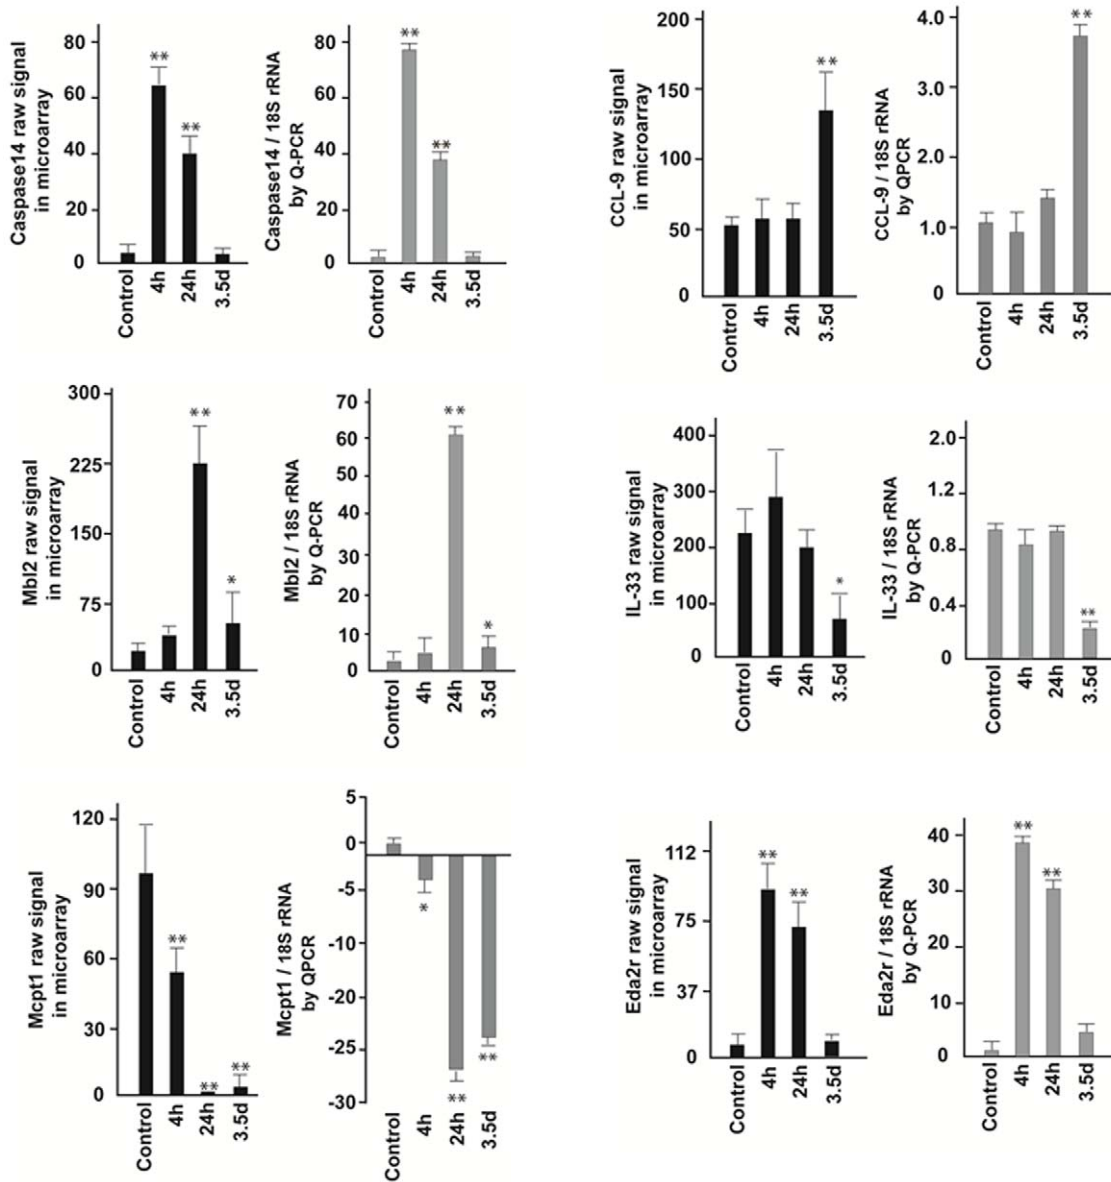 Caspase14 raw signal
in microarray
80
60
40
20
0
**
**
Control
4h
24h
3.5d
Caspase14 / 18S rRNA
by Q-PCR
80
60
40
80
0
**
**
Control
4h
24h
3.5d
CCL-9 raw signal
in microarray
200
150
100
50
0
**
Control
4h
24h
3.5d
CCL-9 / 18S rRNA
by QPCR
4.0
3.0
4.0
1.0
0
**
Control
4h
24h
3.5d
Mbl2 raw signal
in microarray
300
225
150
75
0
**
*
Control
4h
24h
3.5d
Mbl2 / 18S rRNA
by Q-PCR
70
60
50
40
30
20
10
0
**
*
Control
4h
24h
3.5d
IL-33 raw signal
in microarray
400
300
200
100
0
*
Control
4h
24h
3.5d
IL-33 / 18S rRNA
by Q-PCR
2.0
1.2
0.8
0.4
0
**
Control
4h
24h
3.5d
Mcpt1 raw signal
in microarray
120
90
60
30
0
**
**
**
Control
4h
24h
3.5d
Mcpt1 / 18S rRNA
by QPCR
5
0
-5
-10
-20
-25
-30
*
**
**
Control
4h
24h
3.5d
Eda2r raw signal
in microarray
112
75
37
0
**
**
Control
4h
24h
3.5d
Eda2r / 18S rRNA
by Q-PCR
40
30
20
10
0
**
**
Control
4h
24h
3.5d